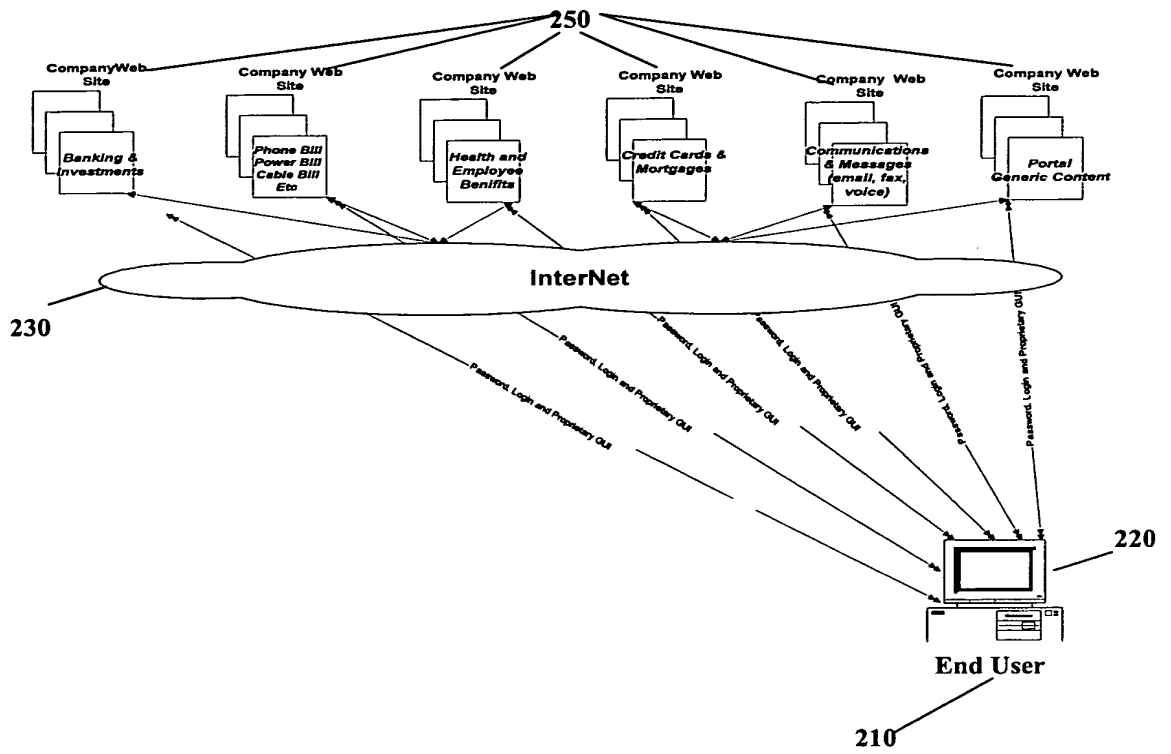 250
CompanyWeb
Site
Banking &
Investments
Company Web
Site
Phone Bill
Power Bill
Cable Bill
Etc
Company Web
Site
Health and
Employee
Benifits
Company Web
Site
Credit Cards &
Mortgages
Company Web
Site
Communications
& Messages
(email, fax,
voice)
Company Web
Site
Portal
Generic Content
InterNet
230
Password, Login and Proprietary GUI
Password, Login and Proprietary GUI
Password, Login and Proprietary GUI
Password, Login and Proprietary GUI
Password, Login and Proprietary GUI
Password, Login and Proprietary GUI
220
End User
210